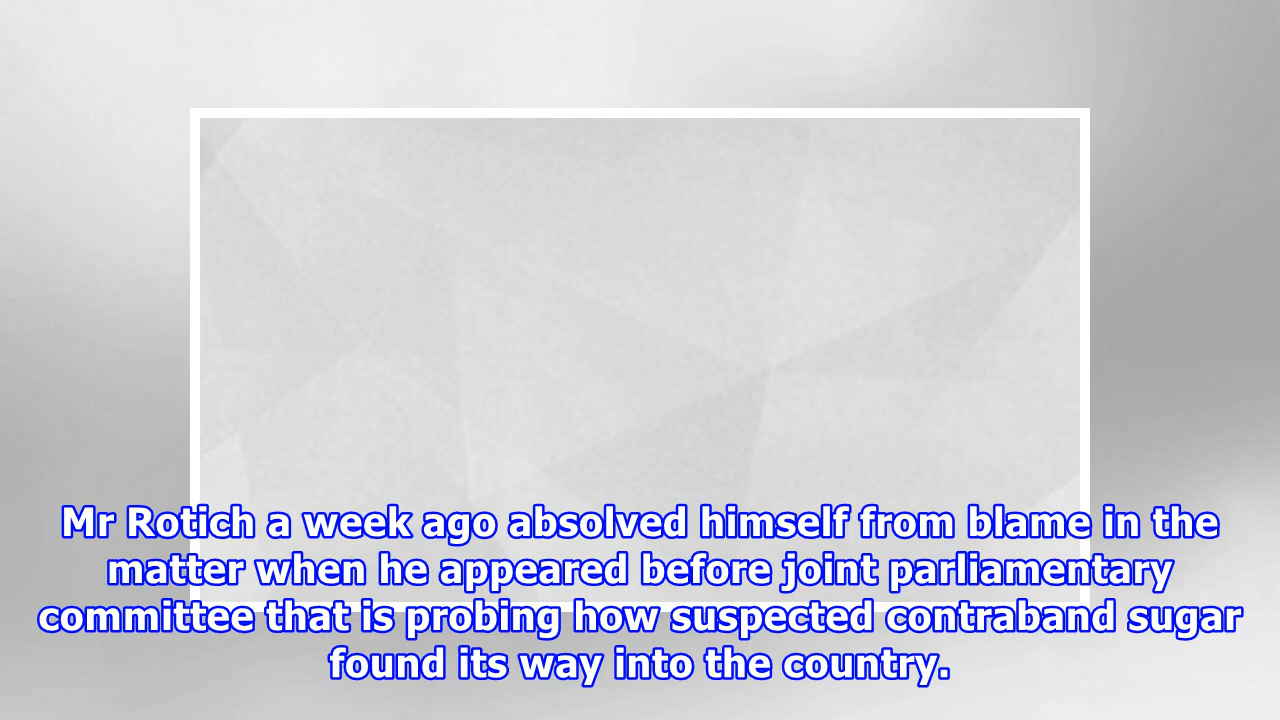 Mr Rotich a week ago absolved himself from blame in the
matter when he appeared before joint parliamentary
committee that is probing how suspected contraband sugar
found its way into the country.